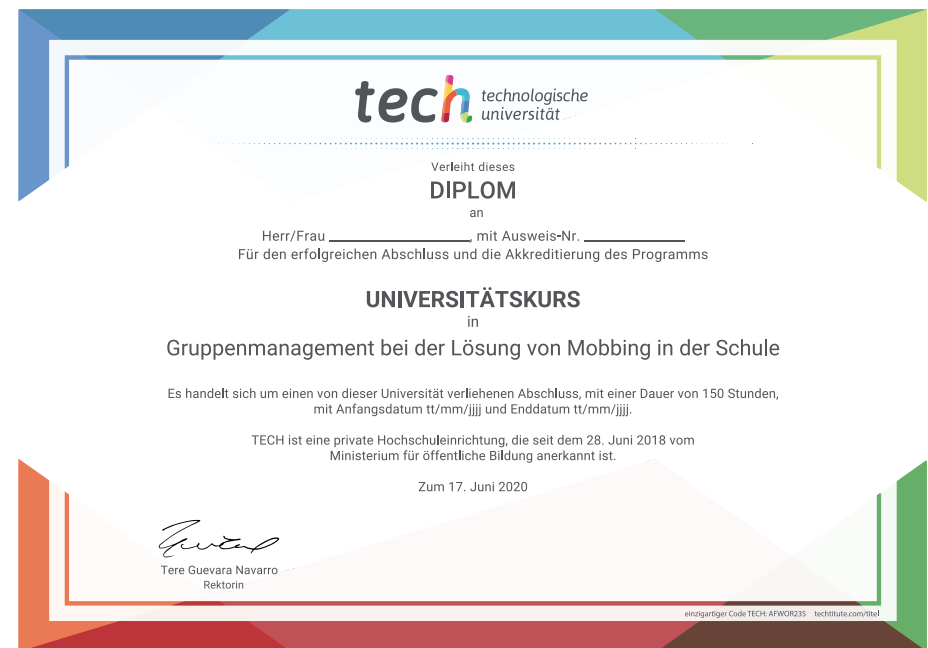 tech technologische
universität
Verleiht dieses
DIPLOM
an
Herr/Frau ____________________, mit Ausweis-Nr. ______________
Für den erfolgreichen Abschluss und die Akkreditierung des Programms
UNIVERSITÄTSKURS
in
Gruppenmanagement bei der Lösung von Mobbing in der Schule
Es handelt sich um einen von dieser Universität verliehenen Abschluss, mit einer Dauer von 150 Stunden,
mit Anfangsdatum tt/mm/jjjj und Enddatum tt/mm/jjjj.
TECH ist eine private Hochschuleinrichtung, die seit dem 28. Juni 2018 vom
Ministerium für öffentliche Bildung anerkannt ist.
Zum 17. Juni 2020
Tere Guevara Navarro
Rektorin
einzigartiger Code TECH: AFWOR23S techtitute.com/titel